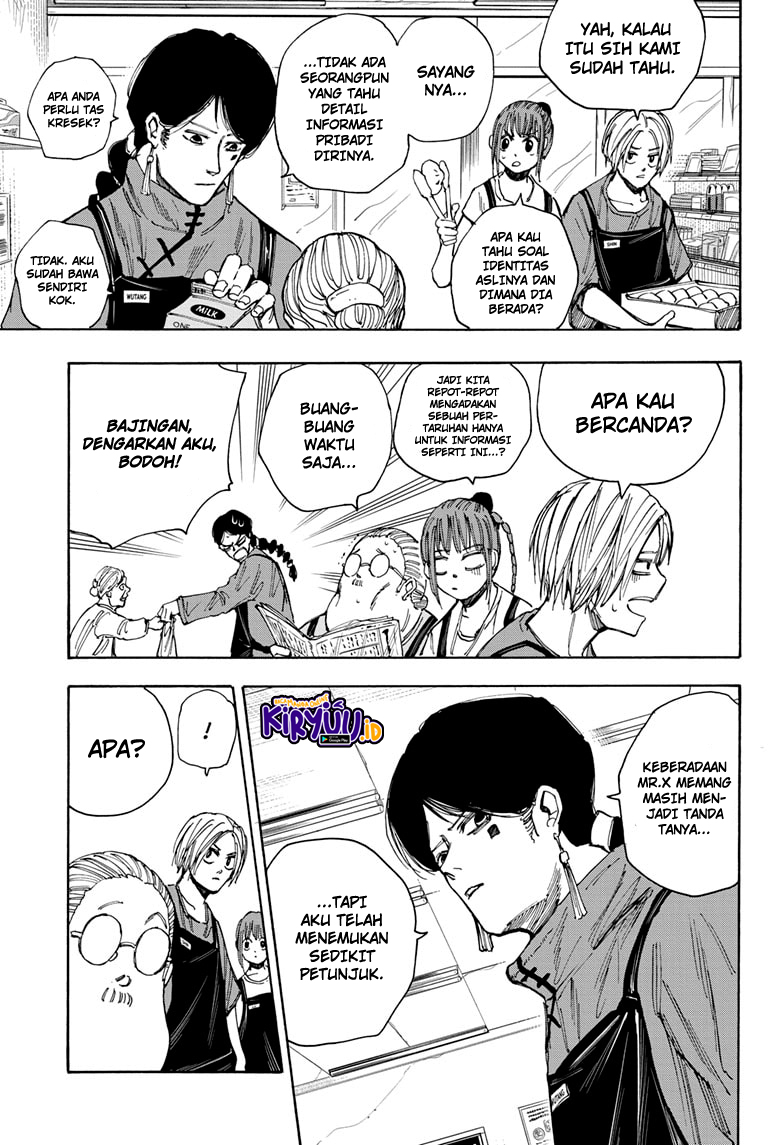 YAH, KALAU
ITU SIH KAMI
SUDAH TAHU.
APA KAU
TAHU SOAL
IDENTITAS
ASLINYA DAN
DIMANA DIA
BERADA?
SAYANG
NYA...
...TIDAK ADA
SEORANGPUN
YANG TAHU
DETAIL
INFORMASI
PRIBADI
DIRINYA.
APA ANDA
PERLU TAS
KRESEK?
TIDAK. AKU
SUDAH BAWA
SENDIRI
KOK.
SHIN
WUTANG
MILK
ONE
APA KAU
BERCANDA?
JADI KITA
REPOT-REPOT
MENGADAKAN
SEBUAH PER-
TARUHAN HANYA
UNTUK INFORMASI
SEPERTI INI...?
BUANG-
BUANG
WAKTU
SAJA...
BAJINGAN,
DENGARKAN AKU,
BODOH!
KEBERADAAN
MR.X MEMANG
MASIH MEN-
JADI TANDA
TANYA...
...TAPI
AKU TELAH
MENEMUKAN
SEDIKIT
PETUNJUK.
WUTANG
KIRYUU.ID
!
APA?